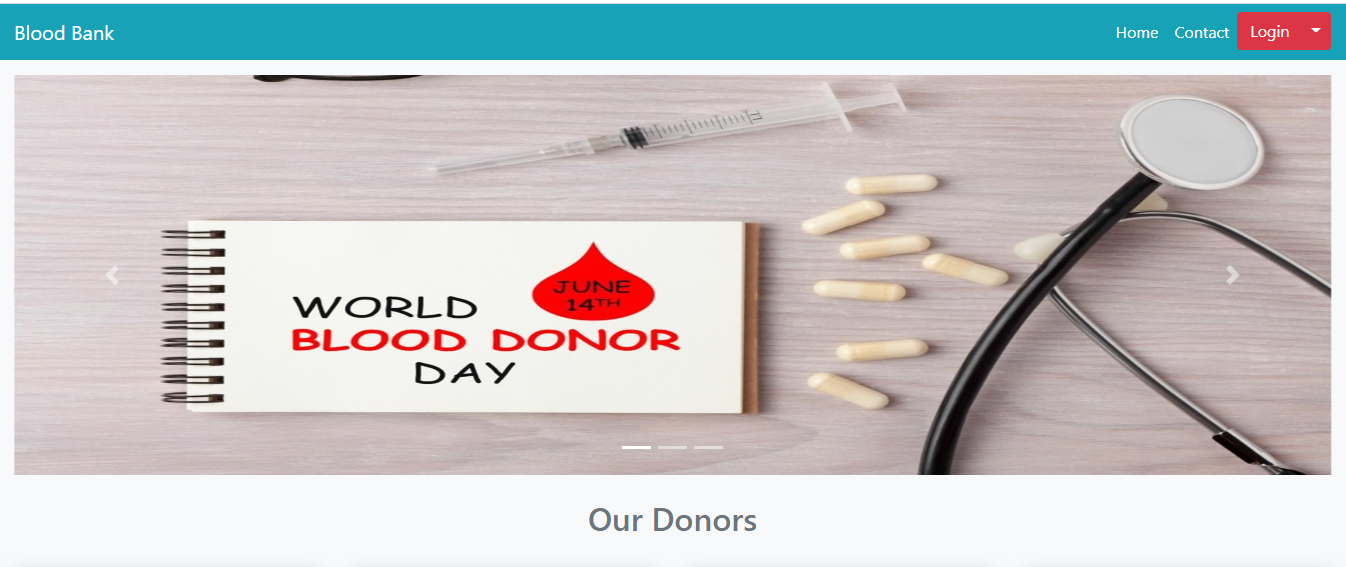 Blood Bank
Home Contact Login
JUNE
14TH
WORLD
BLOOD DONOR
DAY
Our Donors